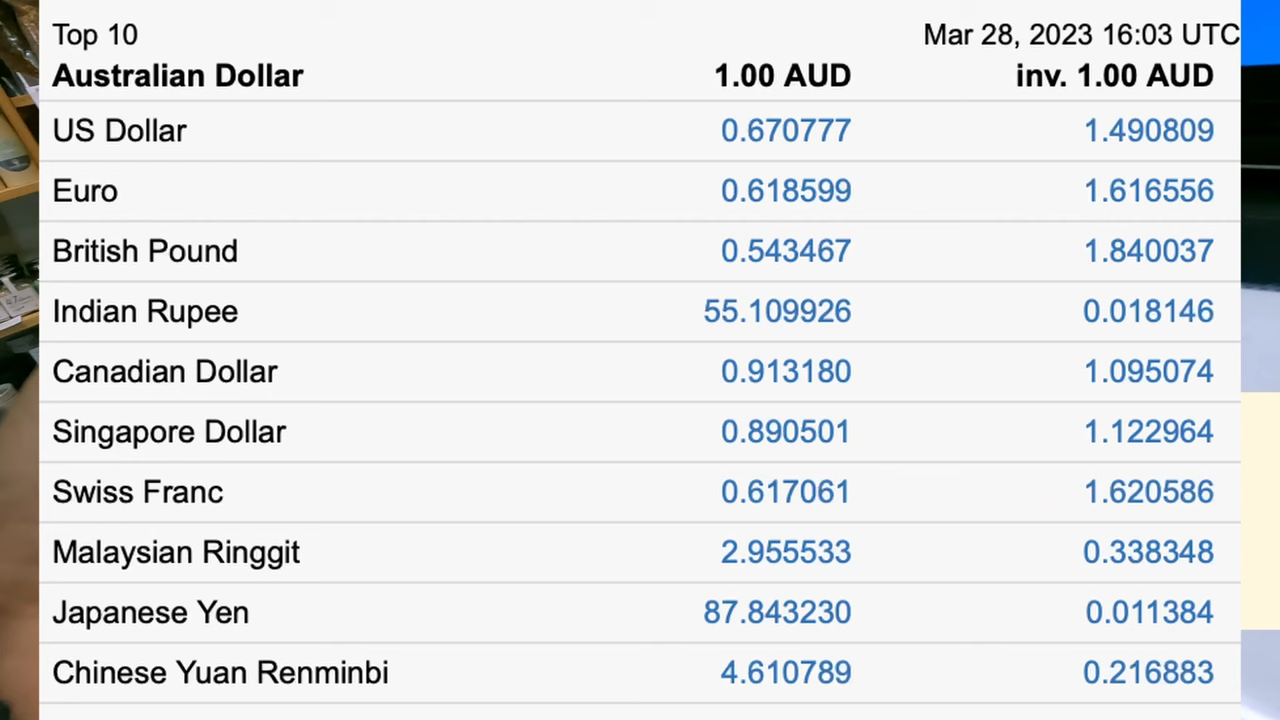 Top 10 Mar 28, 2023 16:03 UTC
Australian Dollar 1.00 AUD inv. 1.00 AUD
US Dollar 0.670777 1.490809
Euro 0.618599 1.616556
British Pound 0.543467 1.840037
Indian Rupee 55.109926 0.018146
Canadian Dollar 0.913180 1.095074
Singapore Dollar 0.890501 1.122964
Swiss Franc 0.617061 1.620586
Malaysian Ringgit 2.955533 0.338348
Japanese Yen 87.843230 0.011384
Chinese Yuan Renminbi 4.610789 0.216883